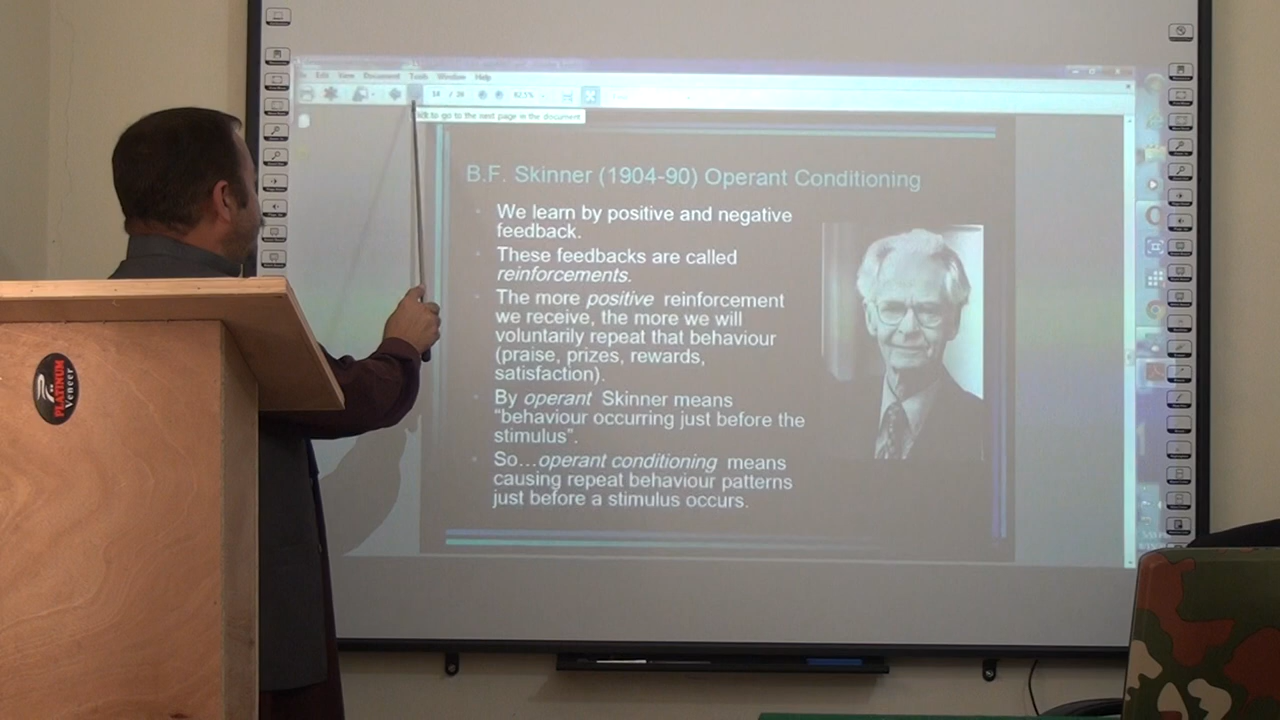 Edit View Document Tools Window Help
14 / 26 82.5%
Click to go to the next page in the document
B.F. Skinner (1904-90) Operant Conditioning
We learn by positive and negative
feedback.
These feedbacks are called
reinforcements.
The more positive reinforcement
we receive, the more we will
voluntarily repeat that behaviour
(praise, prizes, rewards,
satisfaction).
By operant Skinner means
“behaviour occurring just before the
stimulus”.
So…operant conditioning means
causing repeat behaviour patterns
just before a stimulus occurs.
PLATINUM
Veneer